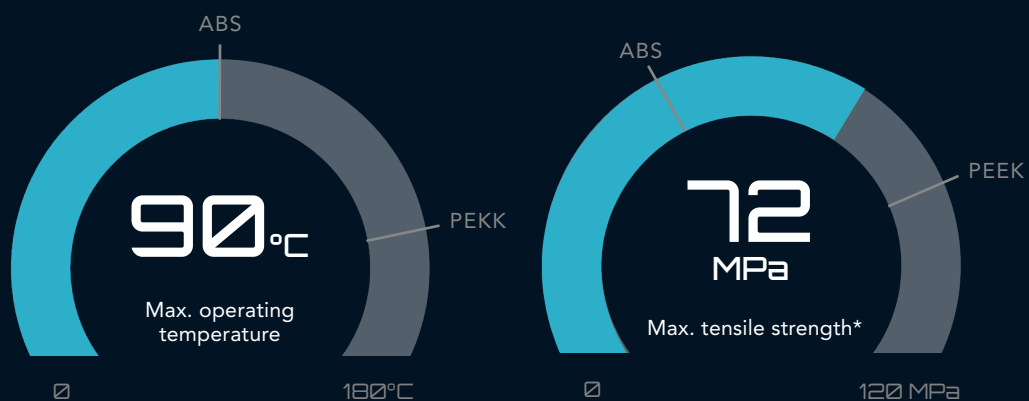 ABS
PEKK
90°C
Max. operating
temperature
0
180°C
ABS
PEEK
72
MPa
Max. tensile strength*
0
120 MPa